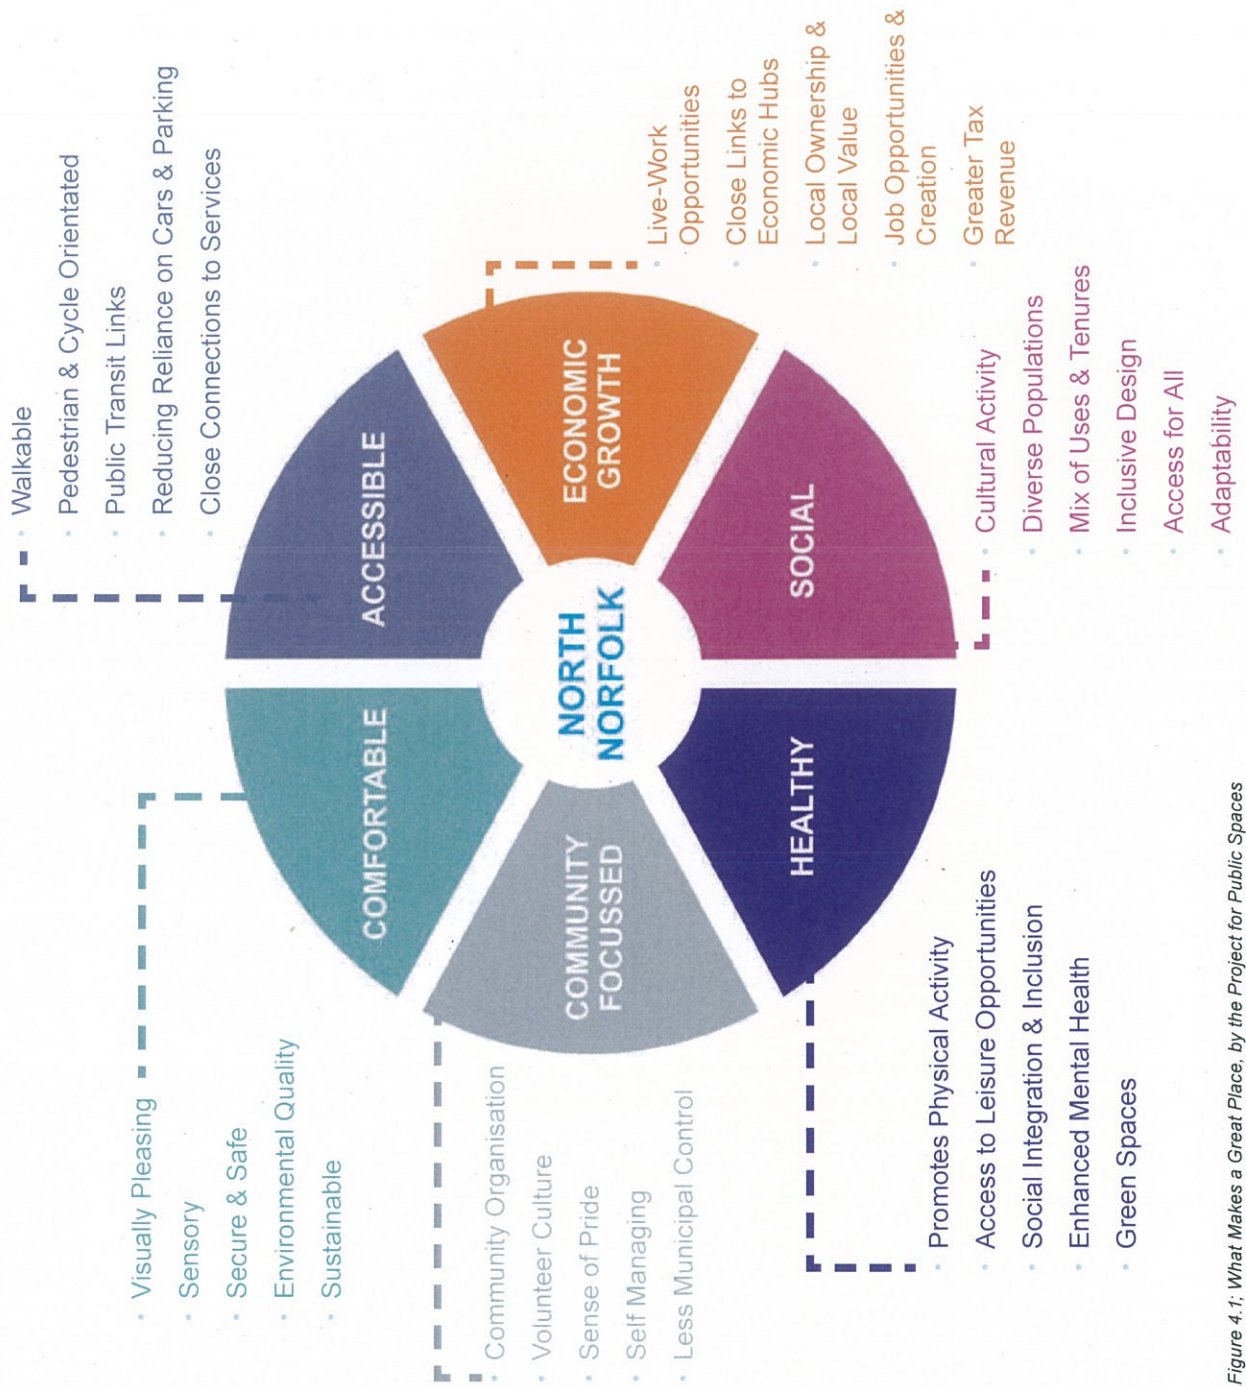 COMFORTABLE
• Visually Pleasing
• Sensory
• Secure & Safe
• Environmental Quality
• Sustainable
ACCESSIBLE
• Walkable
• Pedestrian & Cycle Orientated
• Public Transit Links
• Reducing Reliance on Cars & Parking
• Close Connections to Services
COMMUNITY
FOCUSSED
• Community Organisation
• Volunteer Culture
• Sense of Pride
• Self Managing
• Less Municipal Control
NORTH
NORFOLK
ECONOMIC
GROWTH
• Live-Work
Opportunities
• Close Links to
Economic Hubs
• Local Ownership &
Local Value
• Job Opportunities &
Creation
• Greater Tax
Revenue
HEALTHY
• Promotes Physical Activity
• Access to Leisure Opportunities
• Social Integration & Inclusion
• Enhanced Mental Health
• Green Spaces
SOCIAL
• Cultural Activity
• Diverse Populations
• Mix of Uses & Tenures
• Inclusive Design
• Access for All
• Adaptability
Figure 4.1; What Makes a Great Place, by the Project for Public Spaces